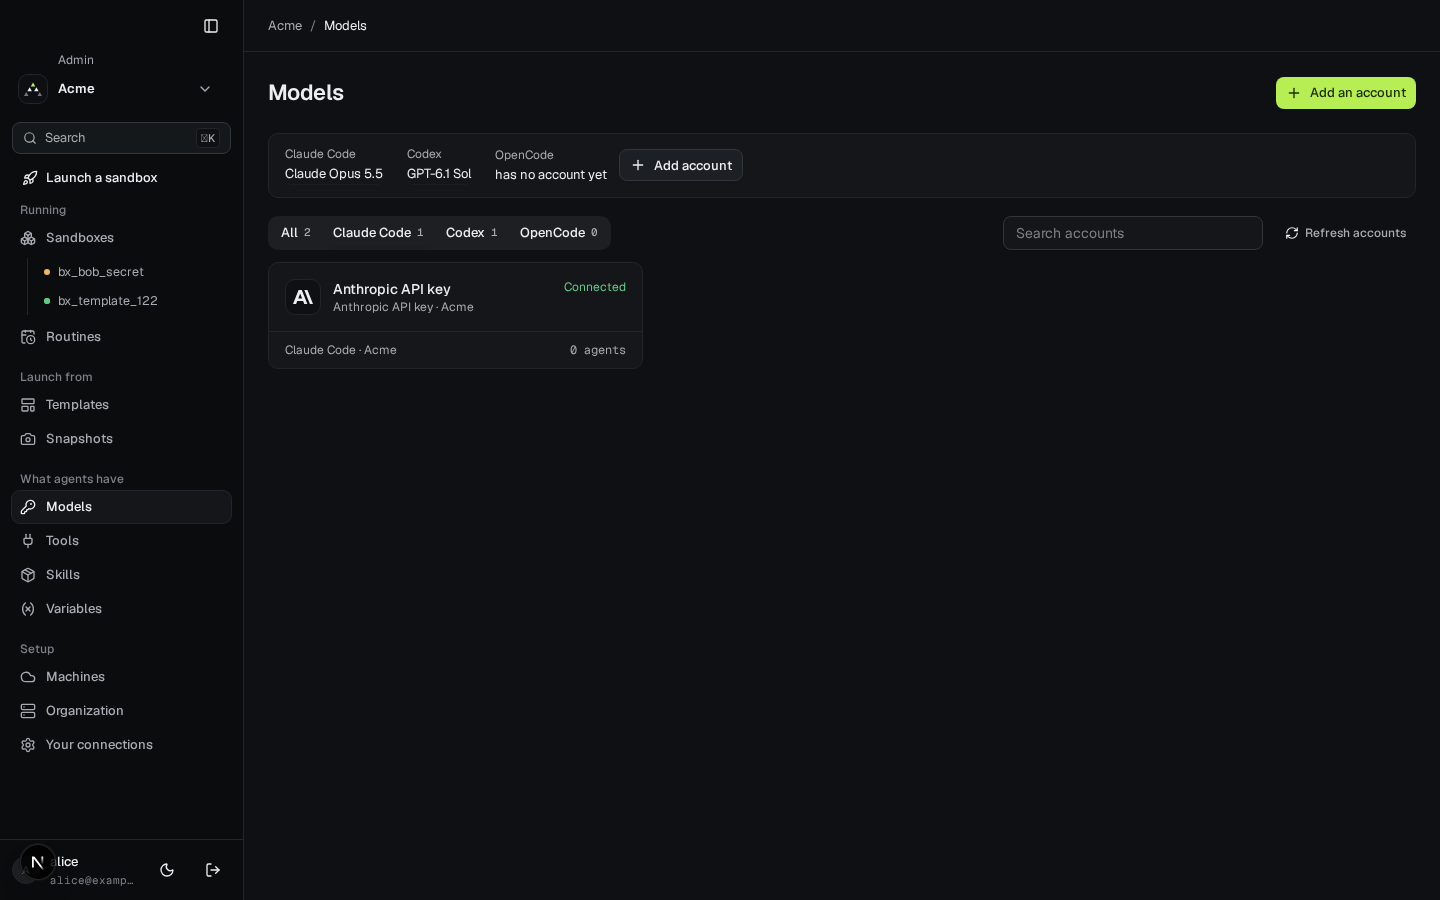 Acme / Models
Admin
Acme
Search
K
Launch a sandbox
Running
Sandboxes
bx_bob_secret
bx_template_122
Routines
Launch from
Templates
Snapshots
What agents have
Models
Tools
Skills
Variables
Setup
Machines
Organization
Your connections
N
alice
alice@examp…
Models
Add an account
Claude Code
Claude Opus 5.5
Codex
GPT-6.1 Sol
OpenCode
has no account yet
Add account
All 2
Claude Code 1
Codex 1
OpenCode 0
Search accounts
Refresh accounts
Anthropic API key
Connected
Anthropic API key · Acme
Claude Code · Acme
0 agents